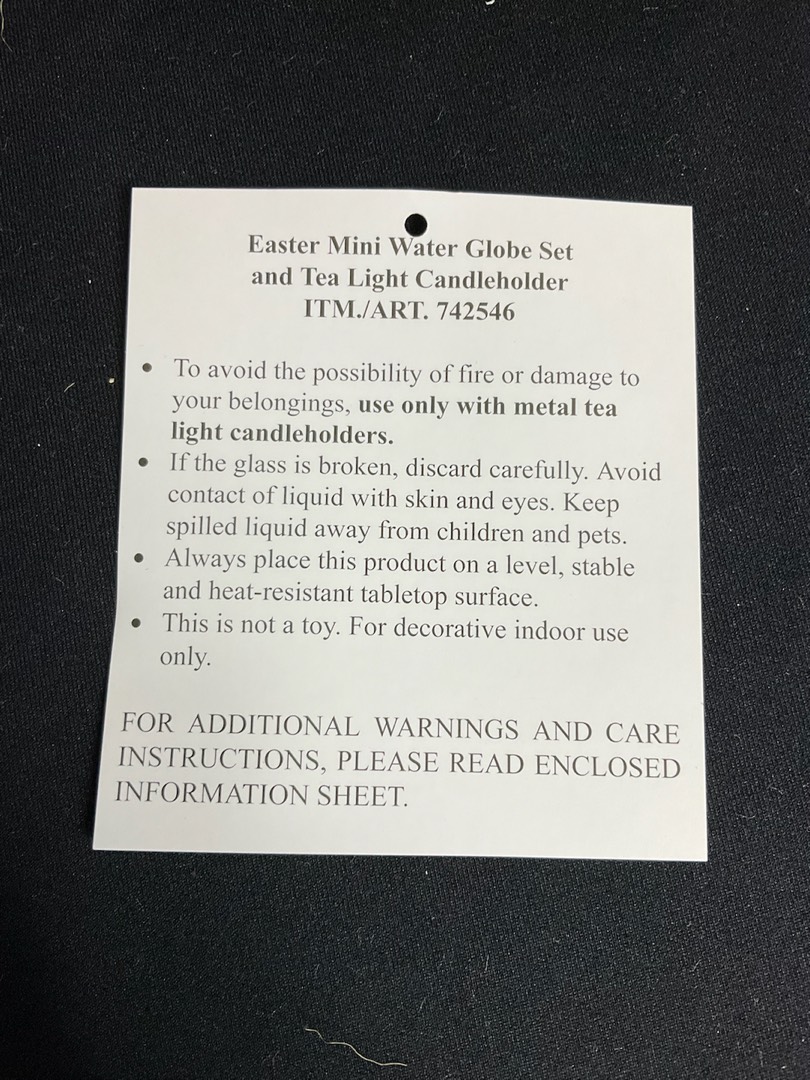 Easter Mini Water Globe Set
and Tea Light Candleholder
ITM./ART. 742546
• To avoid the possibility of fire or damage to
your belongings, use only with metal tea
light candleholders.
• If the glass is broken, discard carefully. Avoid
contact of liquid with skin and eyes. Keep
spilled liquid away from children and pets.
• Always place this product on a level, stable
and heat-resistant tabletop surface.
• This is not a toy. For decorative indoor use
only.
FOR ADDITIONAL WARNINGS AND CARE
INSTRUCTIONS, PLEASE READ ENCLOSED
INFORMATION SHEET.